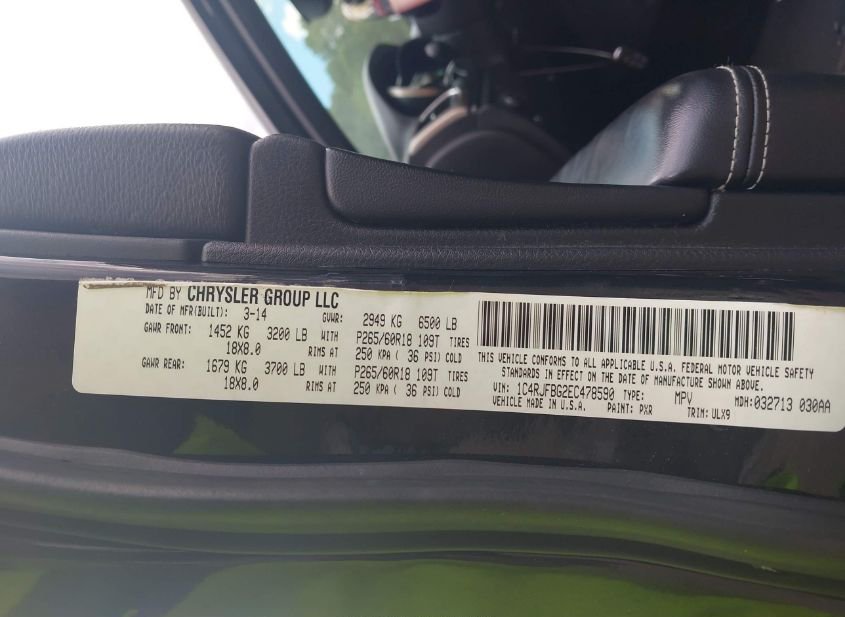 MFD BY CHRYSLER GROUP LLC
DATE OF MFR(BUILT): 3-14 GVWR: 2949 KG 6500 LB
GAWR FRONT: 1452 KG 3200 LB WITH P265/60R18 109T TIRES
18X8.0 RIMS AT 250 KPA ( 36 PSI) COLD
GAWR REAR: 1679 KG 3700 LB WITH P265/60R18 109T TIRES
18X8.0 RIMS AT 250 KPA ( 36 PSI) COLD
THIS VEHICLE CONFORMS TO ALL APPLICABLE U.S.A. FEDERAL MOTOR VEHICLE SAFETY
STANDARDS IN EFFECT ON THE DATE OF MANUFACTURE SHOWN ABOVE.
VIN: 1C4RJFBG2EC478590 TYPE: MPV MDH:032713 030AA
VEHICLE MADE IN U.S.A. PAINT: PXR TRIM: ULX9